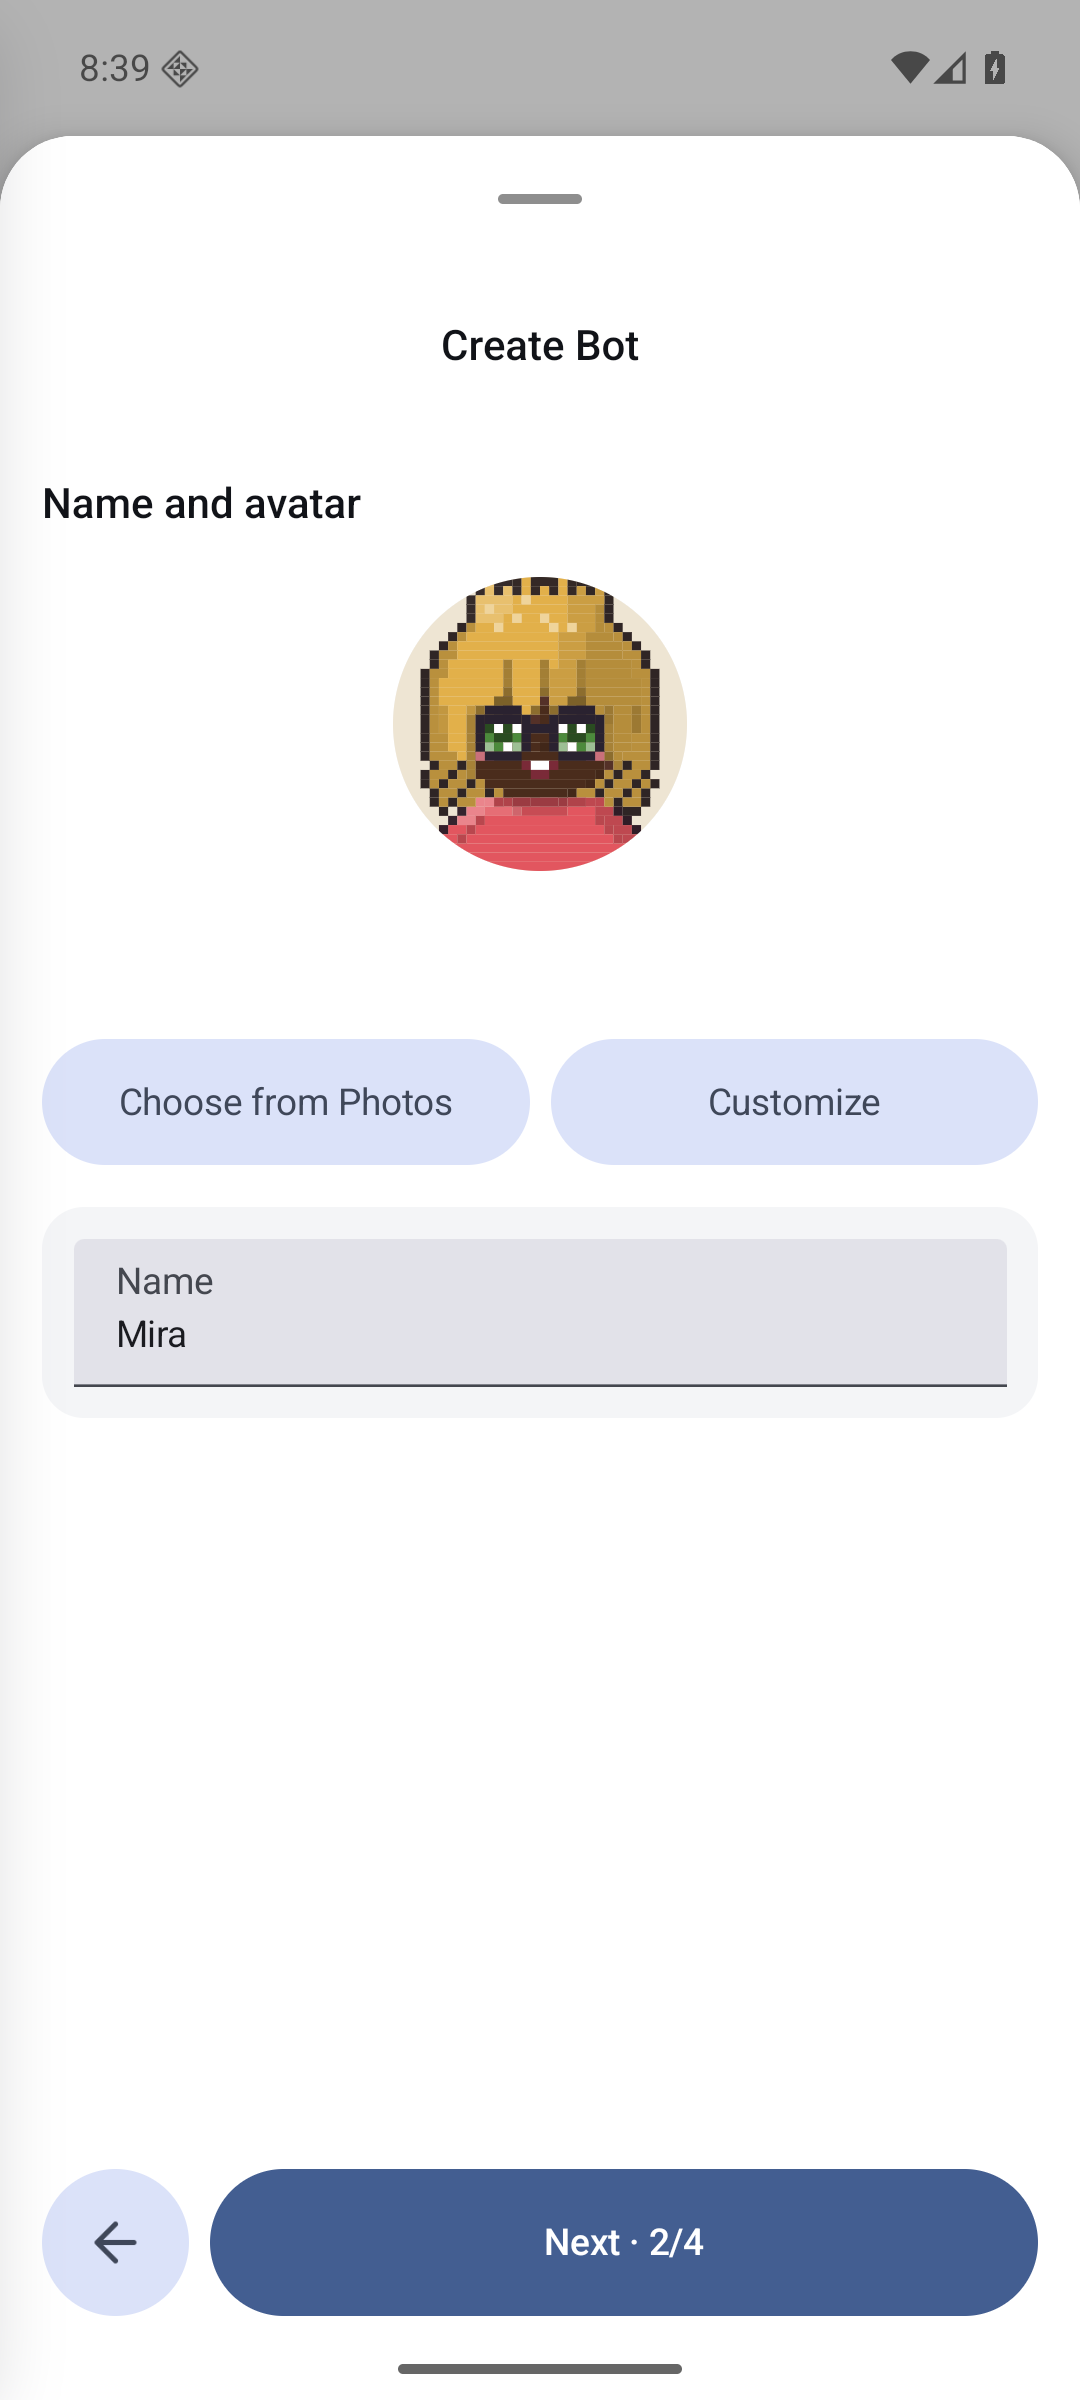 8:39
Create Bot
Name and avatar
Choose from Photos
Customize
Name
Mira
Next · 2/4